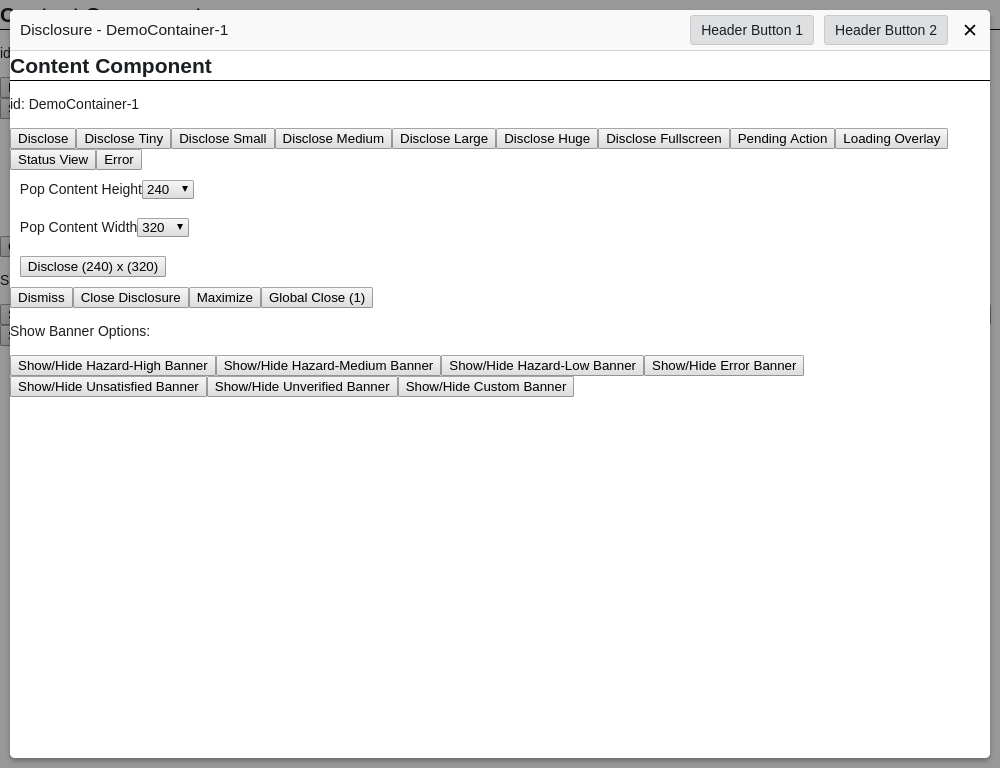 Disclosure - DemoContainer-1 Header Button 1 Header Button 2
Content Component
id: DemoContainer-1
Disclose Disclose Tiny Disclose Small Disclose Medium Disclose Large Disclose Huge Disclose Fullscreen Pending Action Loading Overlay
Status View Error
Pop Content Height 240
Pop Content Width 320
Disclose (240) x (320)
Dismiss Close Disclosure Maximize Global Close (1)
Show Banner Options:
Show/Hide Hazard-High Banner Show/Hide Hazard-Medium Banner Show/Hide Hazard-Low Banner Show/Hide Error Banner
Show/Hide Unsatisfied Banner Show/Hide Unverified Banner Show/Hide Custom Banner